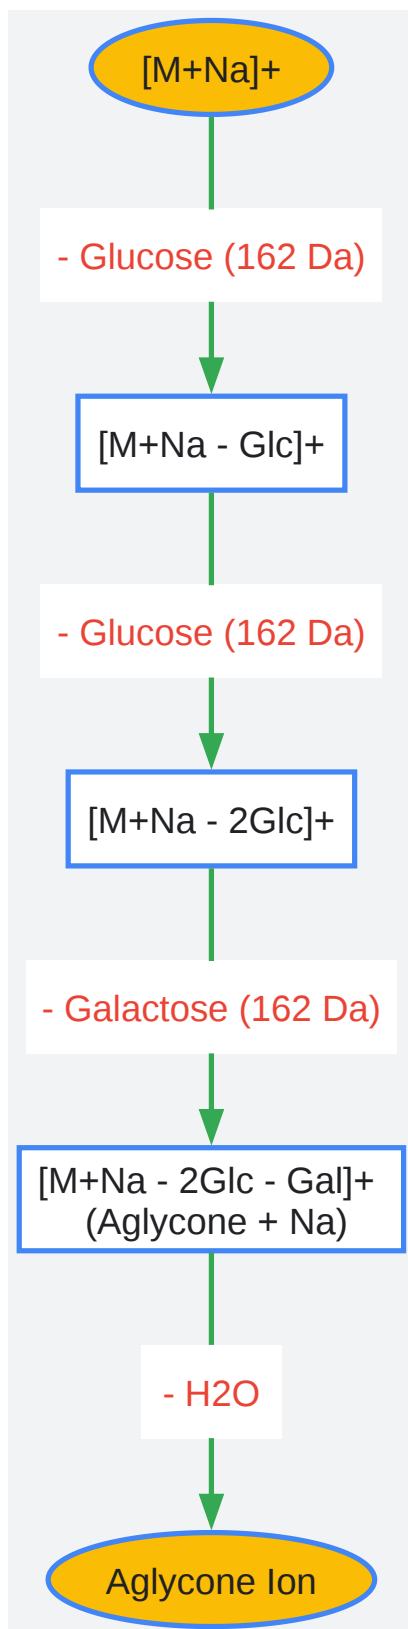 [M+Na]+
- Glucose (162 Da)
[M+Na - Glc]+
- Glucose (162 Da)
[M+Na - 2Glc]+
- Galactose (162 Da)
[M+Na - 2Glc - Gal]+
(Aglycone + Na)
- H2O
Aglycone Ion